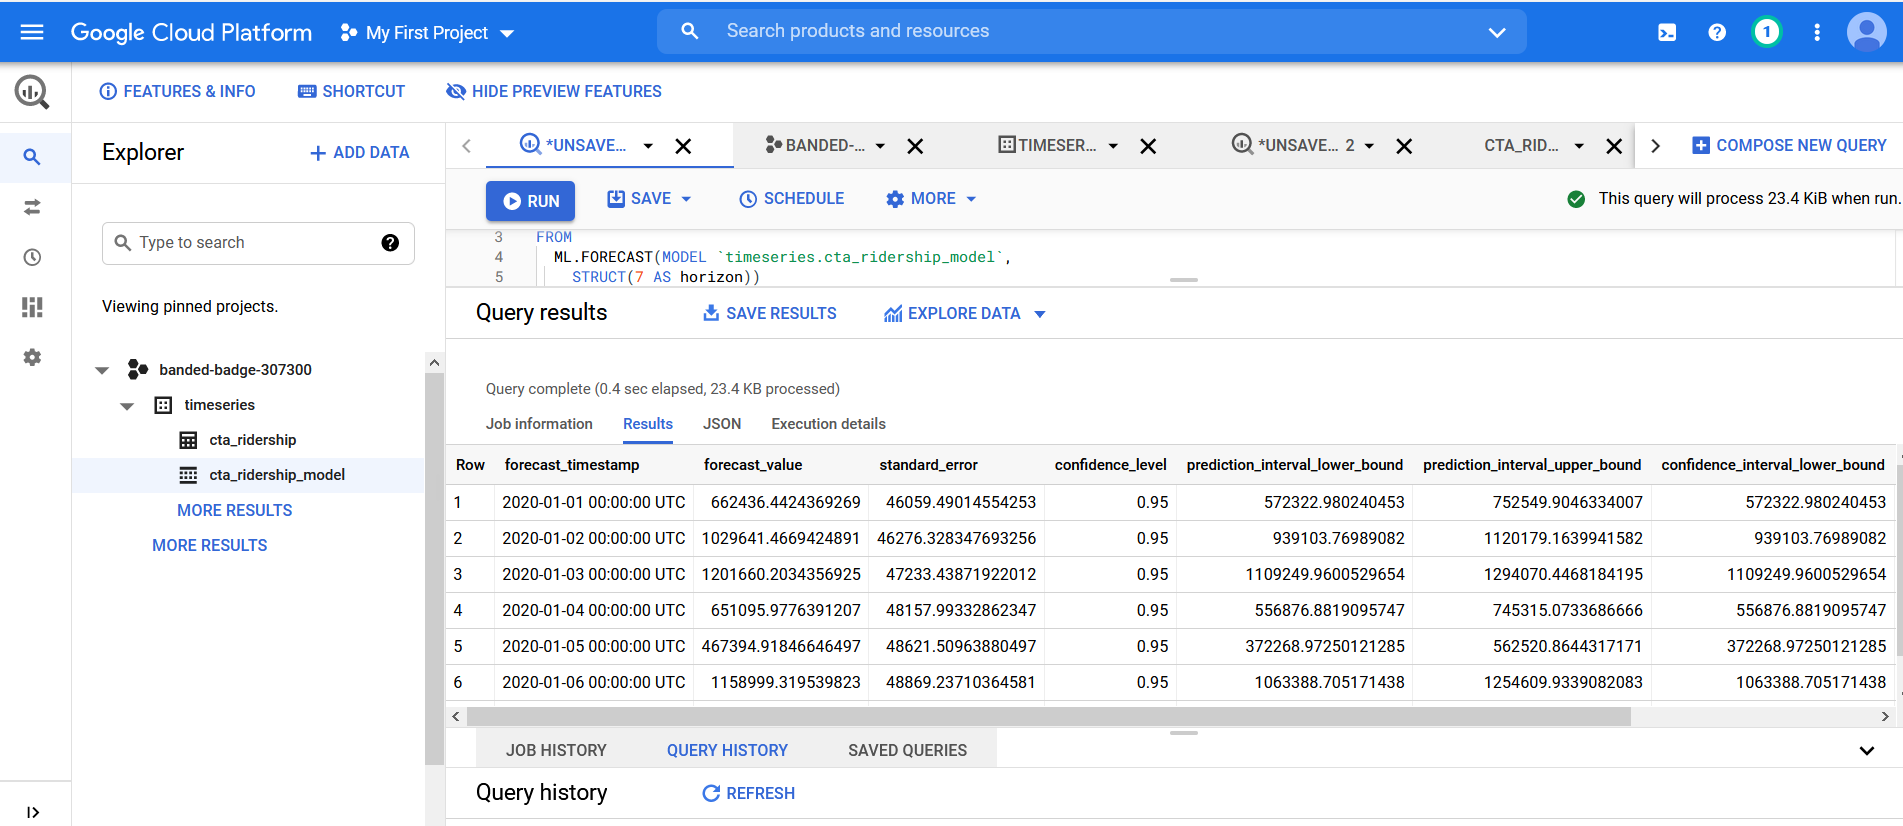 Google Cloud Platform My First Project Search products and resources 1
FEATURES & INFO SHORTCUT HIDE PREVIEW FEATURES
Explorer + ADD DATA
*UNSAVE... BANDED-... TIMESER... *UNSAVE... 2 CTA_RID... COMPOSE NEW QUERY
RUN SAVE SCHEDULE MORE This query will process 23.4 KiB when run.
Type to search
Viewing pinned projects.
banded-badge-307300
timeseries
cta_ridership
cta_ridership_model
MORE RESULTS
MORE RESULTS
3 FROM
4 ML.FORECAST(MODEL `timeseries.cta_ridership_model`,
5 STRUCT(7 AS horizon))
Query results SAVE RESULTS EXPLORE DATA
Query complete (0.4 sec elapsed, 23.4 KB processed)
Job information Results JSON Execution details
Row forecast_timestamp forecast_value standard_error confidence_level prediction_interval_lower_bound prediction_interval_upper_bound confidence_interval_lower_bound
1 2020-01-01 00:00:00 UTC 662436.4424369269 46059.49014554253 0.95 572322.980240453 752549.9046334007 572322.980240453
2 2020-01-02 00:00:00 UTC 1029641.4669424891 46276.328347693256 0.95 939103.76989082 1120179.1639941582 939103.76989082
3 2020-01-03 00:00:00 UTC 1201660.2034356925 47233.43871922012 0.95 1109249.9600529654 1294070.4468184195 1109249.9600529654
4 2020-01-04 00:00:00 UTC 651095.9776391207 48157.99332862347 0.95 556876.8819095747 745315.0733686666 556876.8819095747
5 2020-01-05 00:00:00 UTC 467394.91846646497 48621.50963880497 0.95 372268.97250121285 562520.8644317171 372268.97250121285
6 2020-01-06 00:00:00 UTC 1158999.319539823 48869.23710364581 0.95 1063388.705171438 1254609.9339082083 1063388.705171438
JOB HISTORY QUERY HISTORY SAVED QUERIES
Query history REFRESH